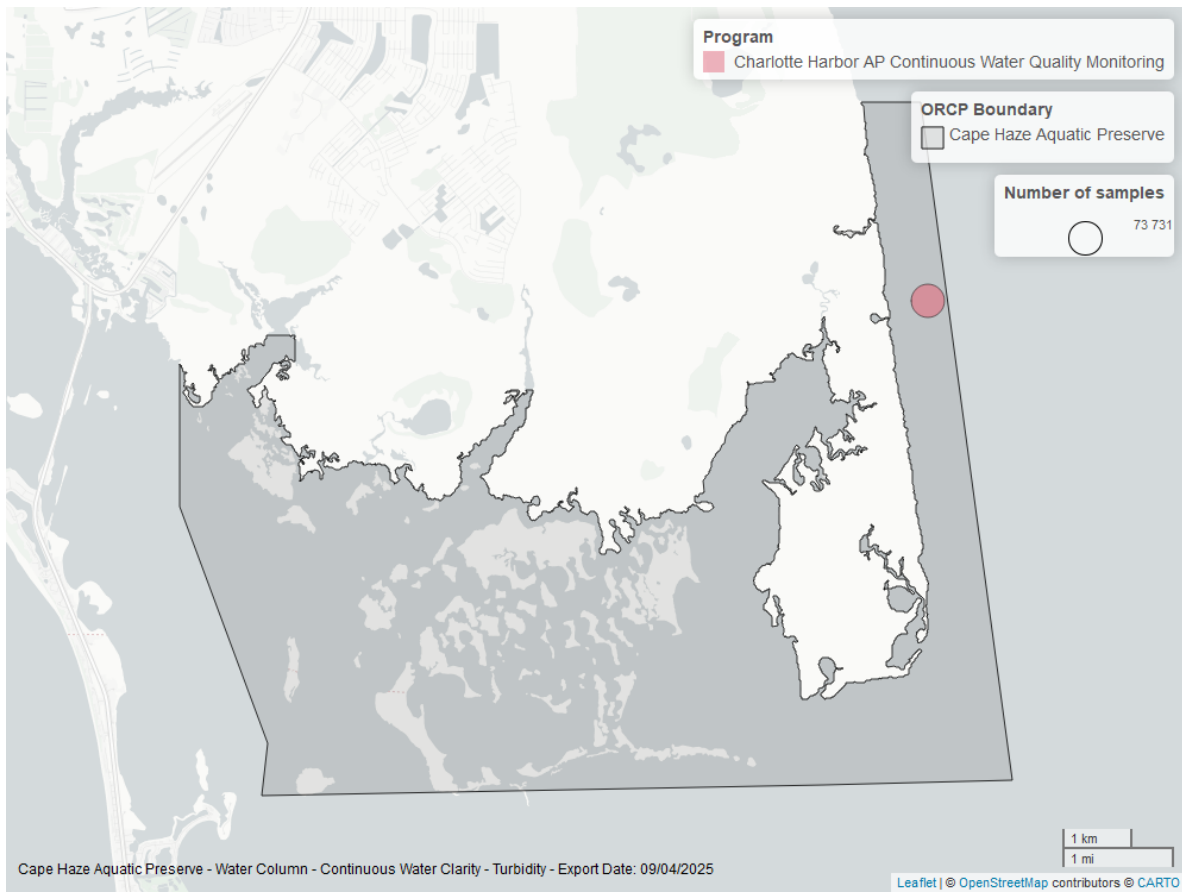 Program
Charlotte Harbor AP Continuous Water Quality Monitoring
ORCP Boundary
Cape Haze Aquatic Preserve
Number of samples
73 731
1 km
1 mi
Cape Haze Aquatic Preserve - Water Column - Continuous Water Clarity - Turbidity - Export Date: 09/04/2025
Leaflet | © OpenStreetMap contributors © CARTO